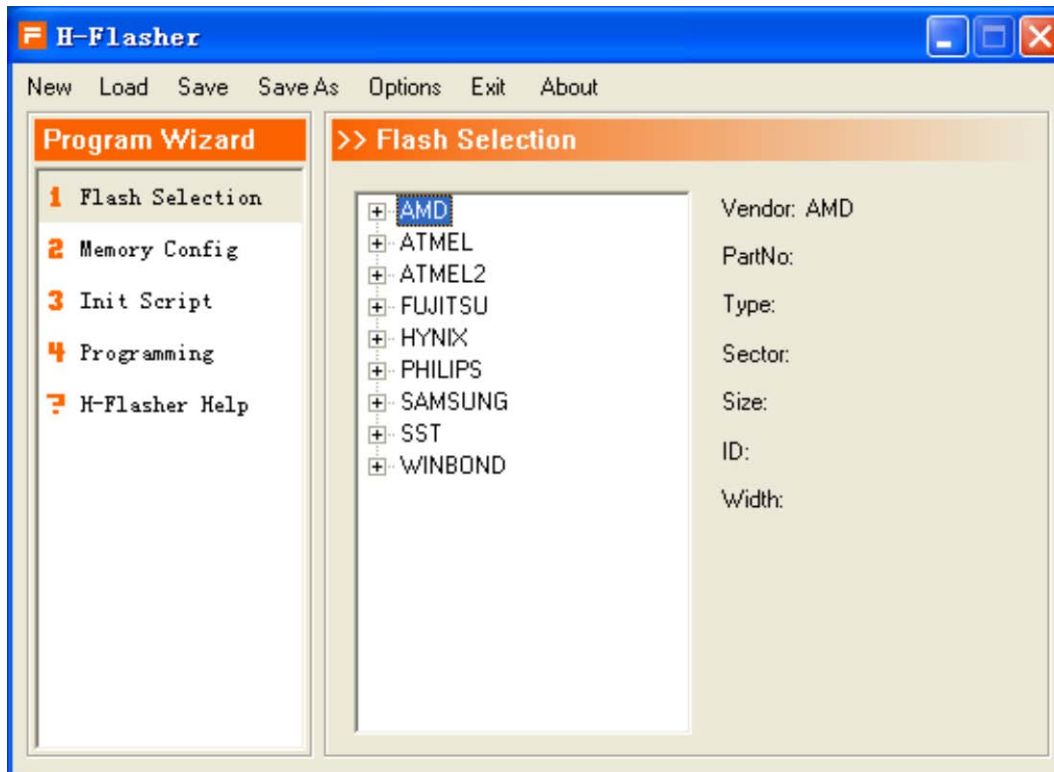 H-Flasher
New Load Save Save As Options Exit About
Program Wizard
1 Flash Selection
2 Memory Config
3 Init Script
4 Programming
? H-Flasher Help
>> Flash Selection
AMD
ATMEL
ATMEL2
FUJITSU
HYNIX
PHILIPS
SAMSUNG
SST
WINBOND
Vendor: AMD
PartNo:
Type:
Sector:
Size:
ID:
Width: